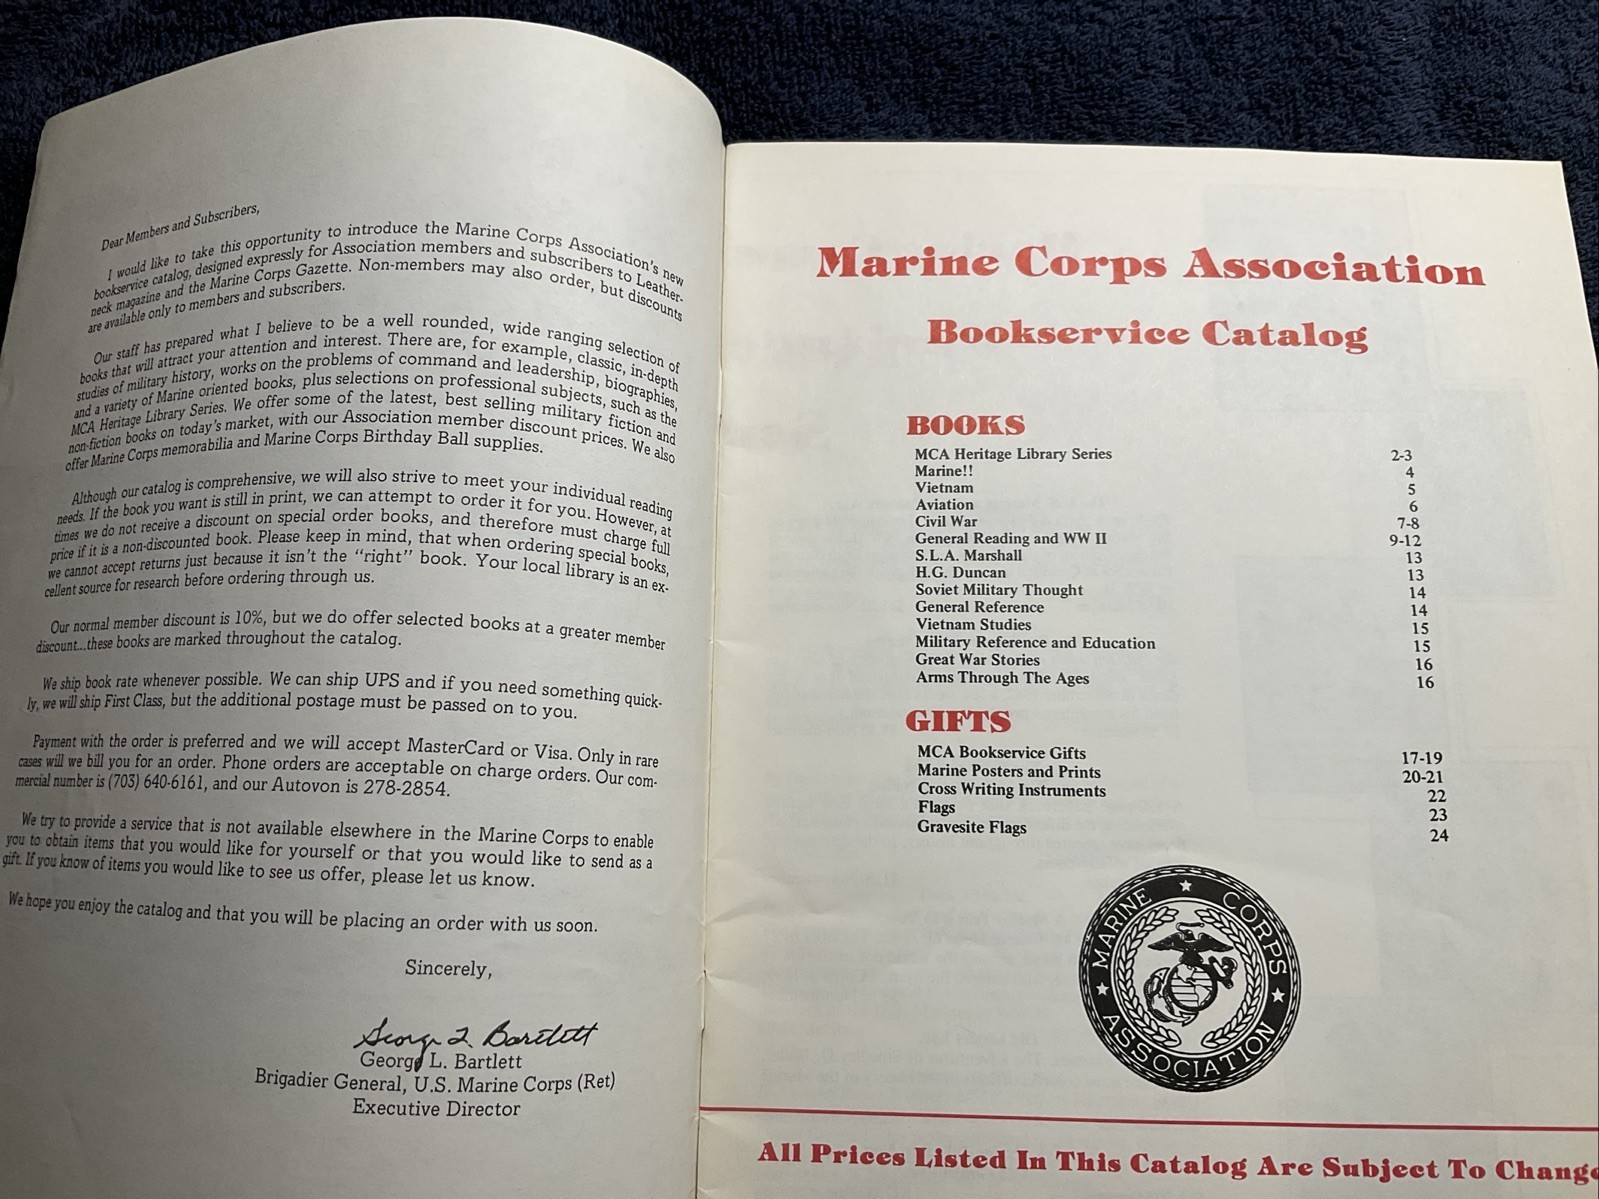 Dear Members and Subscribers,
I would like to take this opportunity to introduce the Marine Corps Association's new
bookservice catalog, designed expressly for Association members and subscribers to Leather-
neck magazine and the Marine Corps Gazette. Non-members may also order, but discounts
are available only to members and subscribers.
Our staff has prepared what I believe to be a well rounded, wide ranging selection of
books that will attract your attention and interest. There are, for example, classic, in-depth
studies of military history, works on the problems of command and leadership, biographies,
and a variety of Marine oriented books, plus selections on professional subjects, such as the
MCA Heritage Library Series. We offer some of the latest, best selling military fiction and
non-fiction books on today's market, with our Association member discount prices. We also
offer Marine Corps memorabilia and Marine Corps Birthday Ball supplies.
Although our catalog is comprehensive, we will also strive to meet your individual reading
needs. If the book you want is still in print, we can attempt to order it for you. However, at
times we do not receive a discount on special order books, and therefore must charge full
price if it is a non-discounted book. Please keep in mind, that when ordering special books,
we cannot accept returns just because it isn't the "right" book. Your local library is an ex-
cellent source for research before ordering through us.
Our normal member discount is 10%, but we do offer selected books at a greater member
discount...these books are marked throughout the catalog.
We ship book rate whenever possible. We can ship UPS and if you need something quick-
ly, we will ship First Class, but the additional postage must be passed on to you.
Payment with the order is preferred and we will accept MasterCard or Visa. Only in rare
cases will we bill you for an order. Phone orders are acceptable on charge orders. Our com-
mercial number is (703) 640-6161, and our Autovon is 278-2854.
We try to provide a service that is not available elsewhere in the Marine Corps to enable
you to obtain items that you would like for yourself or that you would like to send as a
gift. If you know of items you would like to see us offer, please let us know.
We hope you enjoy the catalog and that you will be placing an order with us soon.
Sincerely,
George L. Bartlett
George L. Bartlett
Brigadier General, U.S. Marine Corps (Ret)
Executive Director
Marine Corps Association
Bookservice Catalog
BOOKS
MCA Heritage Library Series 2-3
Marine!! 4
Vietnam 5
Aviation 6
Civil War 7-8
General Reading and WW II 9-12
S.L.A. Marshall 13
H.G. Duncan 13
Soviet Military Thought 14
General Reference 14
Vietnam Studies 15
Military Reference and Education 15
Great War Stories 16
Arms Through The Ages 16
GIFTS
MCA Bookservice Gifts 17-19
Marine Posters and Prints 20-21
Cross Writing Instruments 22
Flags 23
Gravesite Flags 24
MARINE CORPS
ASSOCIATION
All Prices Listed In This Catalog Are Subject To Change